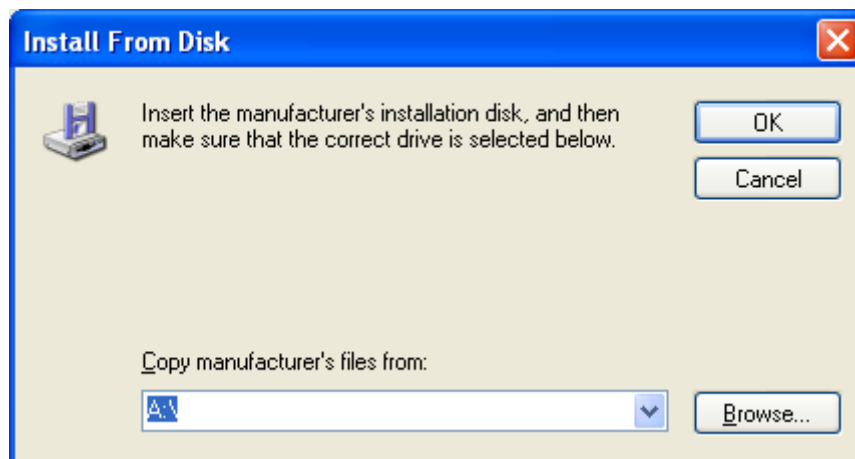 Install From Disk
Insert the manufacturer's installation disk, and then
make sure that the correct drive is selected below.
OK
Cancel
Copy manufacturer's files from:
A:\
Browse...